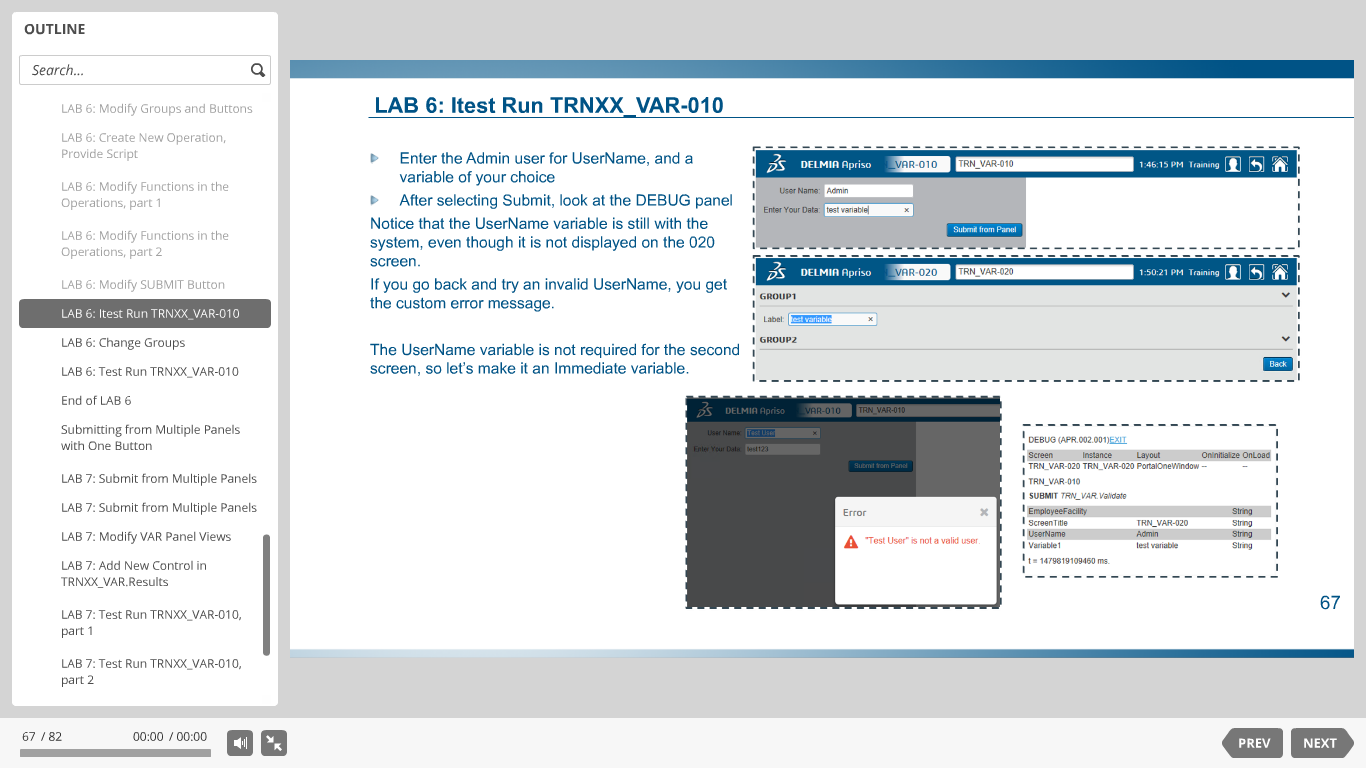 OUTLINE
Search...
LAB 6: Modify Groups and Buttons
LAB 6: Create New Operation,
Provide Script
LAB 6: Modify Functions in the
Operations, part 1
LAB 6: Modify Functions in the
Operations, part 2
LAB 6: Modify SUBMIT Button
LAB 6: Itest Run TRNXX_VAR-010
LAB 6: Change Groups
LAB 6: Test Run TRNXX_VAR-010
End of LAB 6
Submitting from Multiple Panels
with One Button
LAB 7: Submit from Multiple Panels
LAB 7: Submit from Multiple Panels
LAB 7: Modify VAR Panel Views
LAB 7: Add New Control in
TRNXX_VAR.Results
LAB 7: Test Run TRNXX_VAR-010,
part 1
LAB 7: Test Run TRNXX_VAR-010,
part 2
LAB 6: Itest Run TRNXX_VAR-010
Enter the Admin user for UserName, and a
variable of your choice
After selecting Submit, look at the DEBUG panel
Notice that the UserName variable is still with the
system, even though it is not displayed on the 020
screen.
If you go back and try an invalid UserName, you get
the custom error message.
The UserName variable is not required for the second
screen, so let's make it an Immediate variable.
DELMIA Apriso _VAR-010 TRN_VAR-010 1:46:15 PM Training
User Name: Admin
Enter Your Data: test variable ×
Submit from Panel
DELMIA Apriso _VAR-020 TRN_VAR-020 1:50:21 PM Training
GROUP1
Label: test variable ×
GROUP2
Back
DELMIA Apriso _VAR-010 TRN_VAR-010
User Name: Test User ×
Enter Your Data: test123
Submit from Panel
Error ×
"Test User" is not a valid user.
DEBUG (APR.002.001)EXIT
Screen Instance Layout OnInitialize OnLoad
TRN_VAR-020 TRN_VAR-020 PortalOneWindow -- --
TRN_VAR-010
SUBMIT TRN_VAR.Validate
EmployeeFacility String
ScreenTitle TRN_VAR-020 String
UserName Admin String
Variable1 test variable String
t = 1479819109460 ms.
67
67 / 82 00:00 / 00:00
PREV NEXT